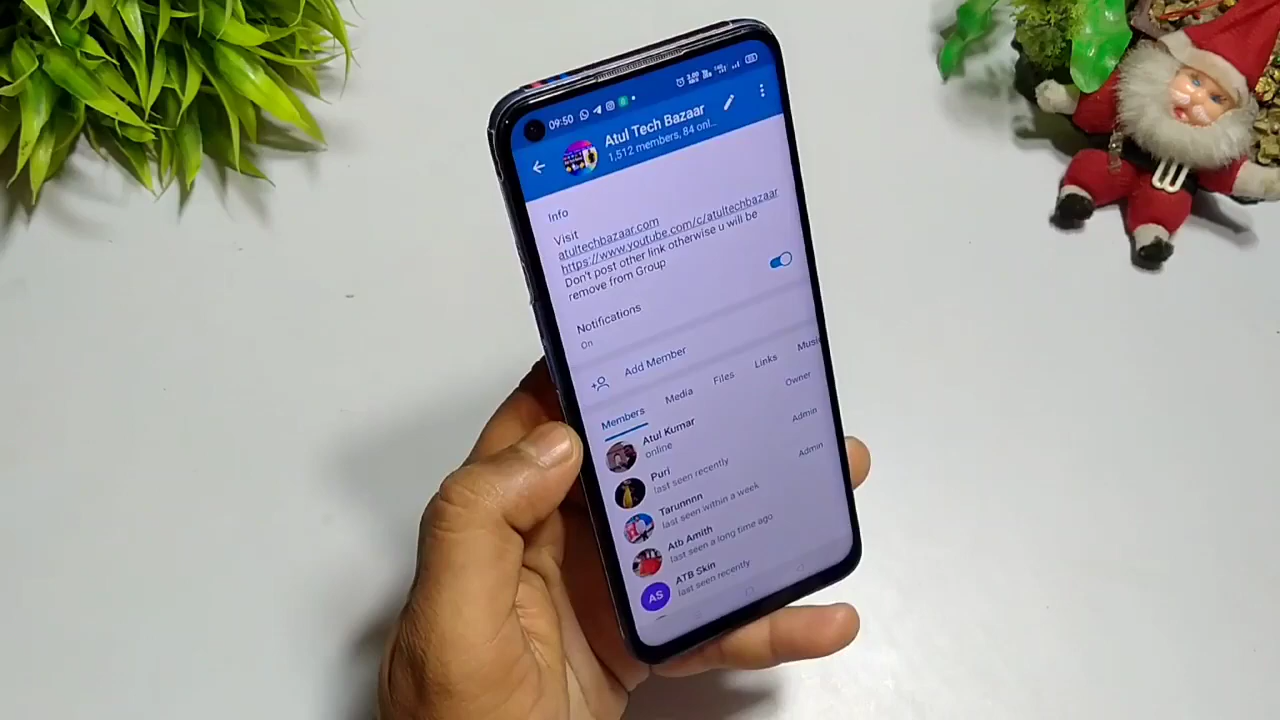 09:50
Atul Tech Bazaar
1,512 members, 84 onl...
Info
Visit
atultechbazaar.com
https://www.youtube.com/c/atultechbazaar
Don't post other link otherwise u will be
remove from Group
Notifications
On
Add Member
Members Media Files Links Music
Atul Kumar Owner
online
Puri Admin
last seen recently
Tarunnnn Admin
last seen within a week
Atb Amith
last seen a long time ago
AS ATB Skin
last seen recently